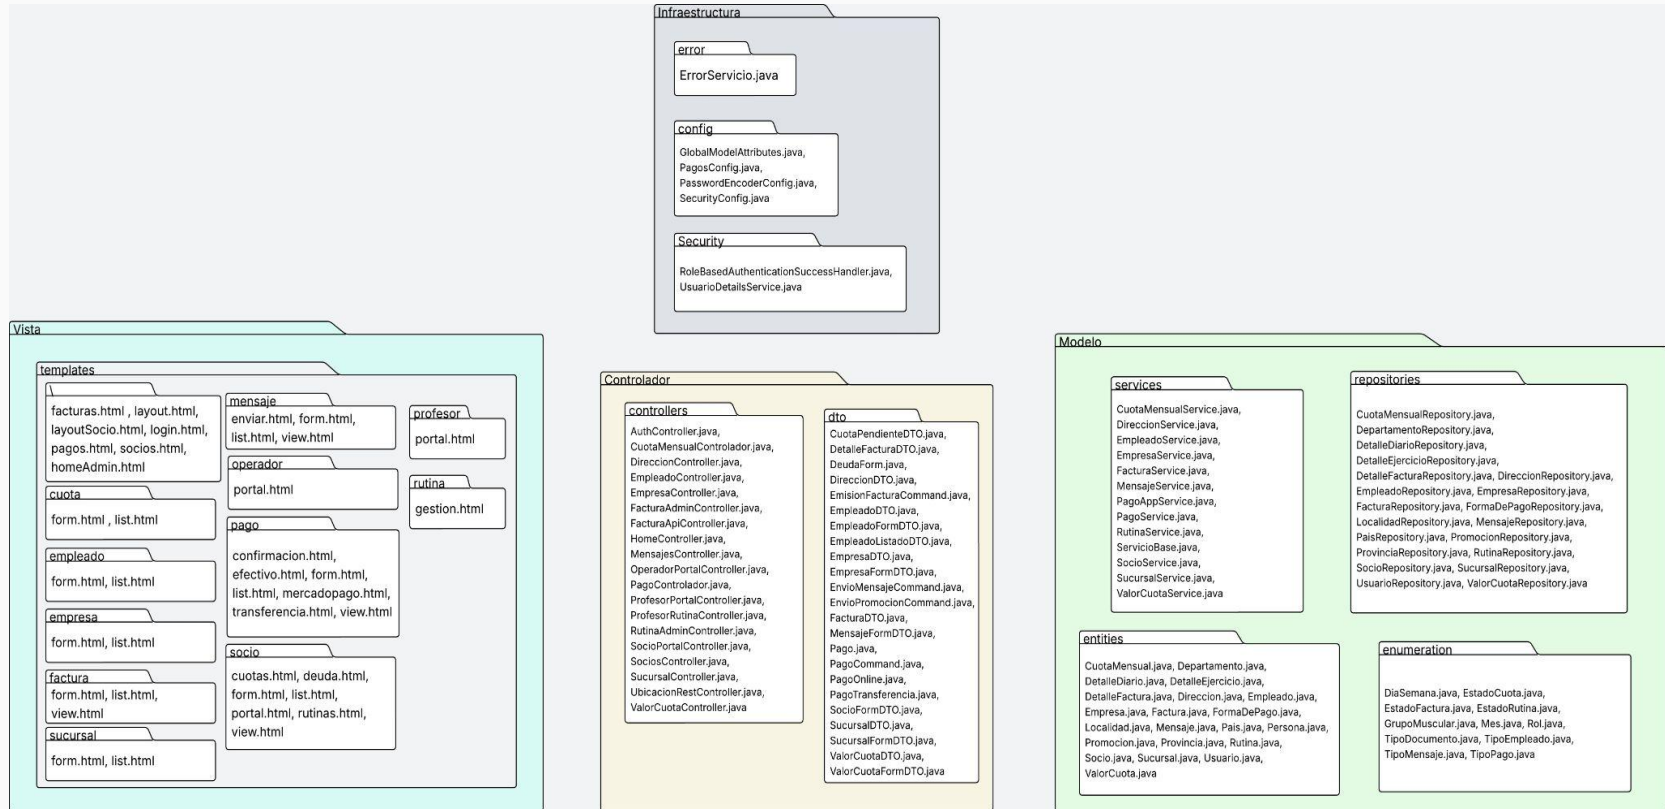 Infraestructura
error
ErrorServicio.java
config
GlobalModelAttributes.java,
PagosConfig.java,
PasswordEncoderConfig.java,
SecurityConfig.java
Security
RoleBasedAuthenticationSuccessHandler.java,
UsuarioDetailsService.java
Vista
templates
\
facturas.html , layout.html,
layoutSocio.html, login.html,
pagos.html, socios.html,
homeAdmin.html
cuota
form.html , list.html
empleado
form.html, list.html
empresa
form.html, list.html
factura
form.html, list.html,
view.html
sucursal
form.html, list.html
mensaje
enviar.html, form.html,
list.html, view.html
operador
portal.html
pago
confirmacion.html,
efectivo.html, form.html,
list.html, mercadopago.html,
transferencia.html, view.html
socio
cuotas.html, deuda.html,
form.html, list.html,
portal.html, rutinas.html,
view.html
profesor
portal.html
rutina
gestion.html
Controlador
controllers
AuthController.java,
CuotaMensualControlador.java,
DireccionController.java,
EmpleadoController.java,
EmpresaController.java,
FacturaAdminController.java,
FacturaApiController.java,
HomeController.java,
MensajesController.java,
OperadorPortalController.java,
PagoControlador.java,
ProfesorPortalController.java,
ProfesorRutinaController.java,
RutinaAdminController.java,
SocioPortalController.java,
SociosController.java,
SucursalController.java,
UbicacionRestController.java,
ValorCuotaController.java
dto
CuotaPendienteDTO.java,
DetalleFacturaDTO.java,
DeudaForm.java,
DireccionDTO.java,
EmisionFacturaCommand.java,
EmpleadoDTO.java,
EmpleadoFormDTO.java,
EmpleadoListadoDTO.java,
EmpresaDTO.java,
EmpresaFormDTO.java,
EnvioMensajeCommand.java,
EnvioPromocionCommand.java,
FacturaDTO.java,
MensajeFormDTO.java,
Pago.java,
PagoCommand.java,
PagoOnline.java,
PagoTransferencia.java,
SocioFormDTO.java,
SucursalDTO.java,
SucursalFormDTO.java,
ValorCuotaDTO.java,
ValorCuotaFormDTO.java
Modelo
services
CuotaMensualService.java,
DireccionService.java,
EmpleadoService.java,
EmpresaService.java,
FacturaService.java,
MensajeService.java,
PagoAppService.java,
PagoService.java,
RutinaService.java,
ServicioBase.java,
SocioService.java,
SucursalService.java,
ValorCuotaService.java
repositories
CuotaMensualRepository.java,
DepartamentoRepository.java,
DetalleDiarioRepository.java,
DetalleEjercicioRepository.java,
DetalleFacturaRepository.java, DireccionRepository.java,
EmpleadoRepository.java, EmpresaRepository.java,
FacturaRepository.java, FormaDePagoRepository.java,
LocalidadRepository.java, MensajeRepository.java,
PaisRepository.java, PromocionRepository.java,
ProvinciaRepository.java, RutinaRepository.java,
SocioRepository.java, SucursalRepository.java,
UsuarioRepository.java, ValorCuotaRepository.java
entities
CuotaMensual.java, Departamento.java,
DetalleDiario.java, DetalleEjercicio.java,
DetalleFactura.java, Direccion.java, Empleado.java,
Empresa.java, Factura.java, FormaDePago.java,
Localidad.java, Mensaje.java, Pais.java, Persona.java,
Promocion.java, Provincia.java, Rutina.java,
Socio.java, Sucursal.java, Usuario.java,
ValorCuota.java
enumeration
DiaSemana.java, EstadoCuota.java,
EstadoFactura.java, EstadoRutina.java,
GrupoMuscular.java, Mes.java, Rol.java,
TipoDocumento.java, TipoEmpleado.java,
TipoMensaje.java, TipoPago.java